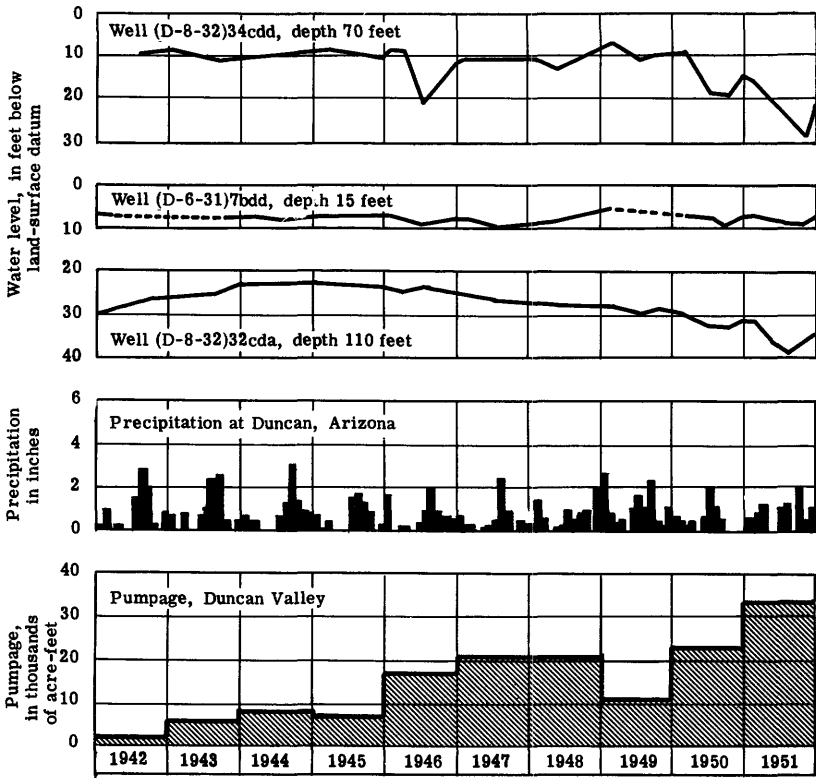 Water level, in feet below
land-surface datum
0
10
20
30
Well (D-8-32)34cdd, depth 70 feet
0
10
Well (D-6-31)7bdd, depth 15 feet
20
30
40
Well (D-8-32)32cda, depth 110 feet
Precipitation
in inches
6
4
2
0
Precipitation at Duncan, Arizona
Pumpage,
in thousands
of acre-feet
40
30
20
10
0
Pumpage, Duncan Valley
1942 1943 1944 1945 1946 1947 1948 1949 1950 1951